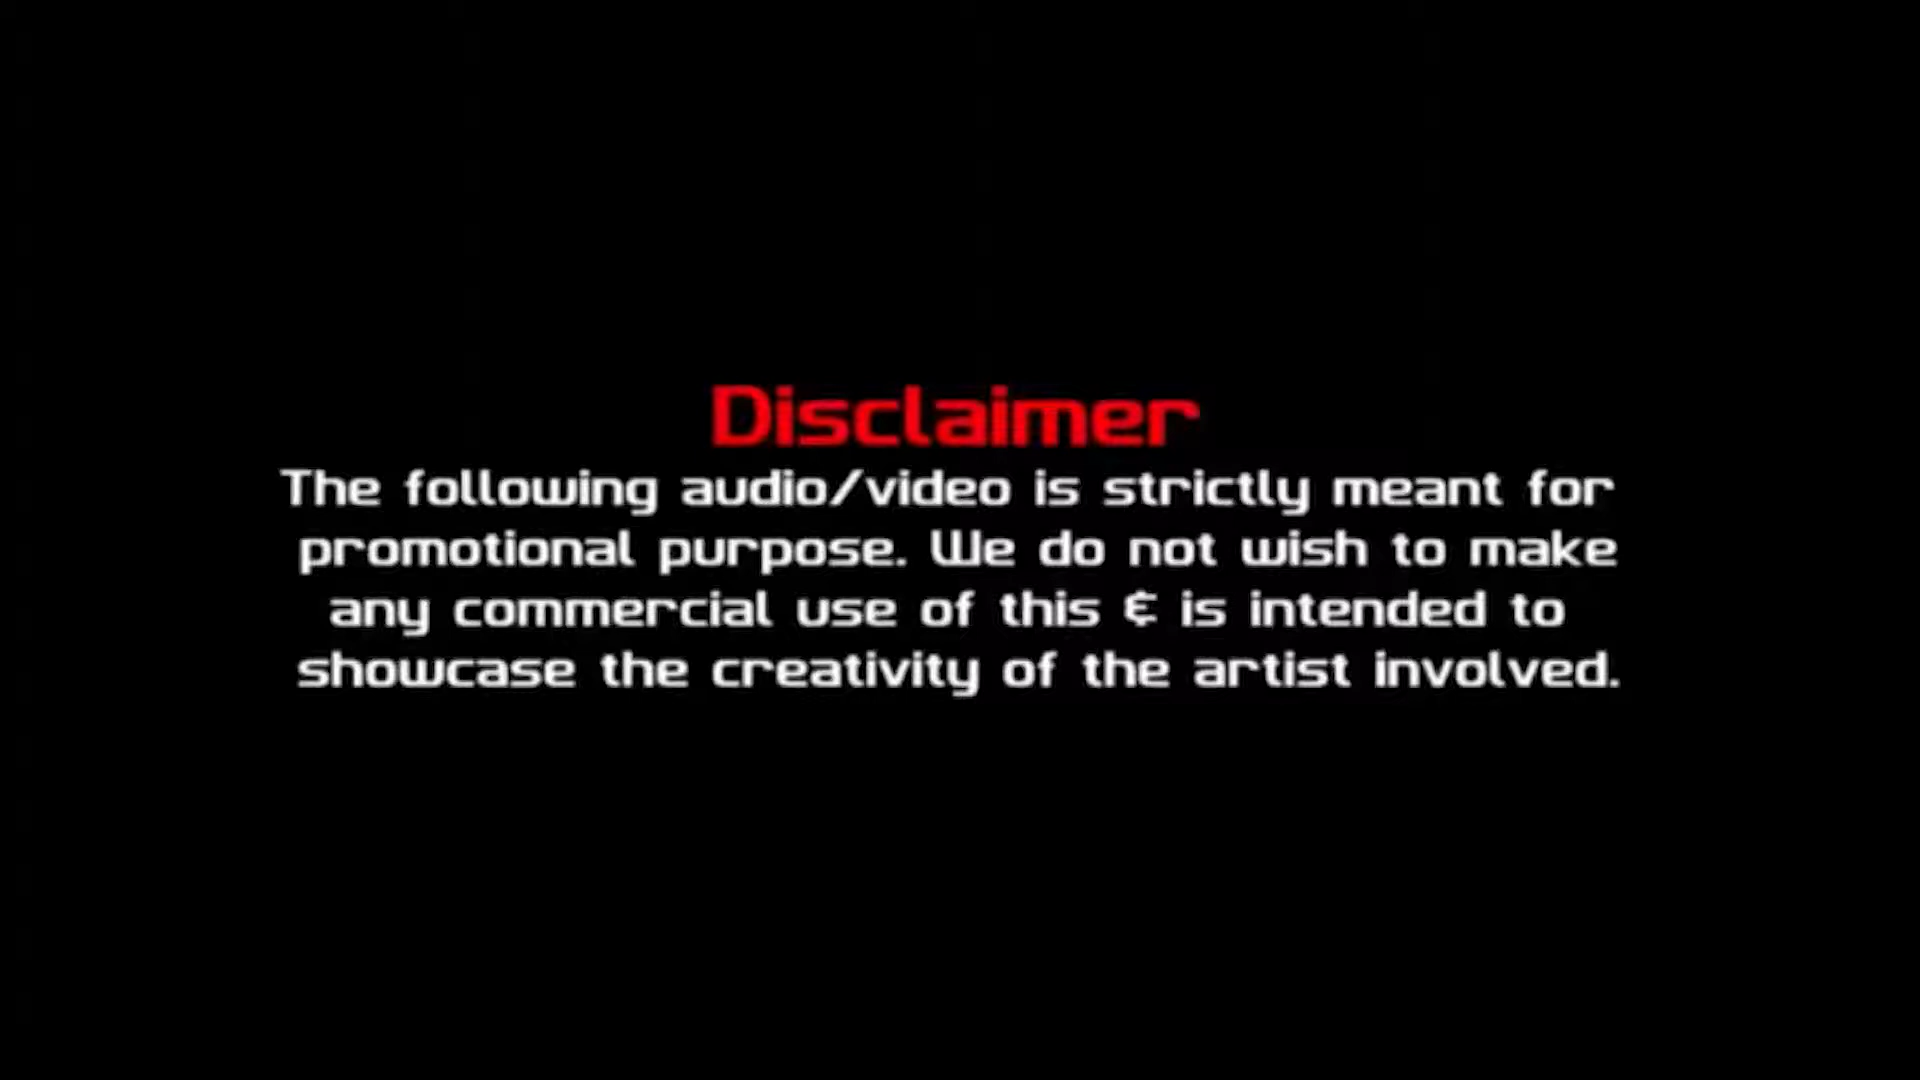 Disclaimer
The following audio/video is strictly meant for
promotional purpose. We do not wish to make
any commercial use of this & is intended to
showcase the creativity of the artist involved.